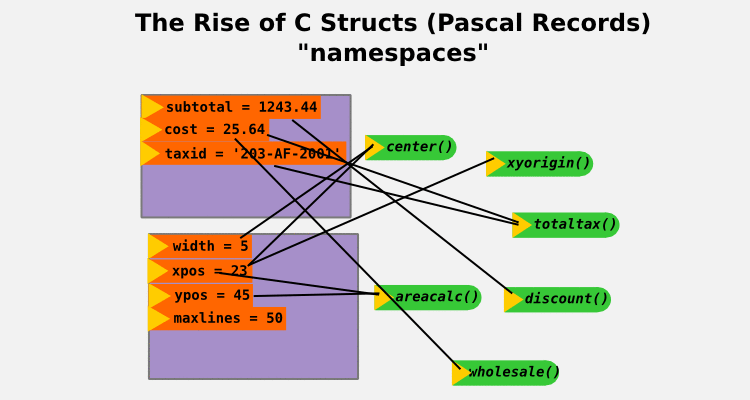 The Rise of C Structs (Pascal Records)
"namespaces"
subtotal = 1243.44
cost = 25.64
taxid = '203-AF-2001'
center()
xyorigin()
totaltax()
width = 5
xpos = 23
ypos = 45
maxlines = 50
areacalc()
discount()
wholesale()